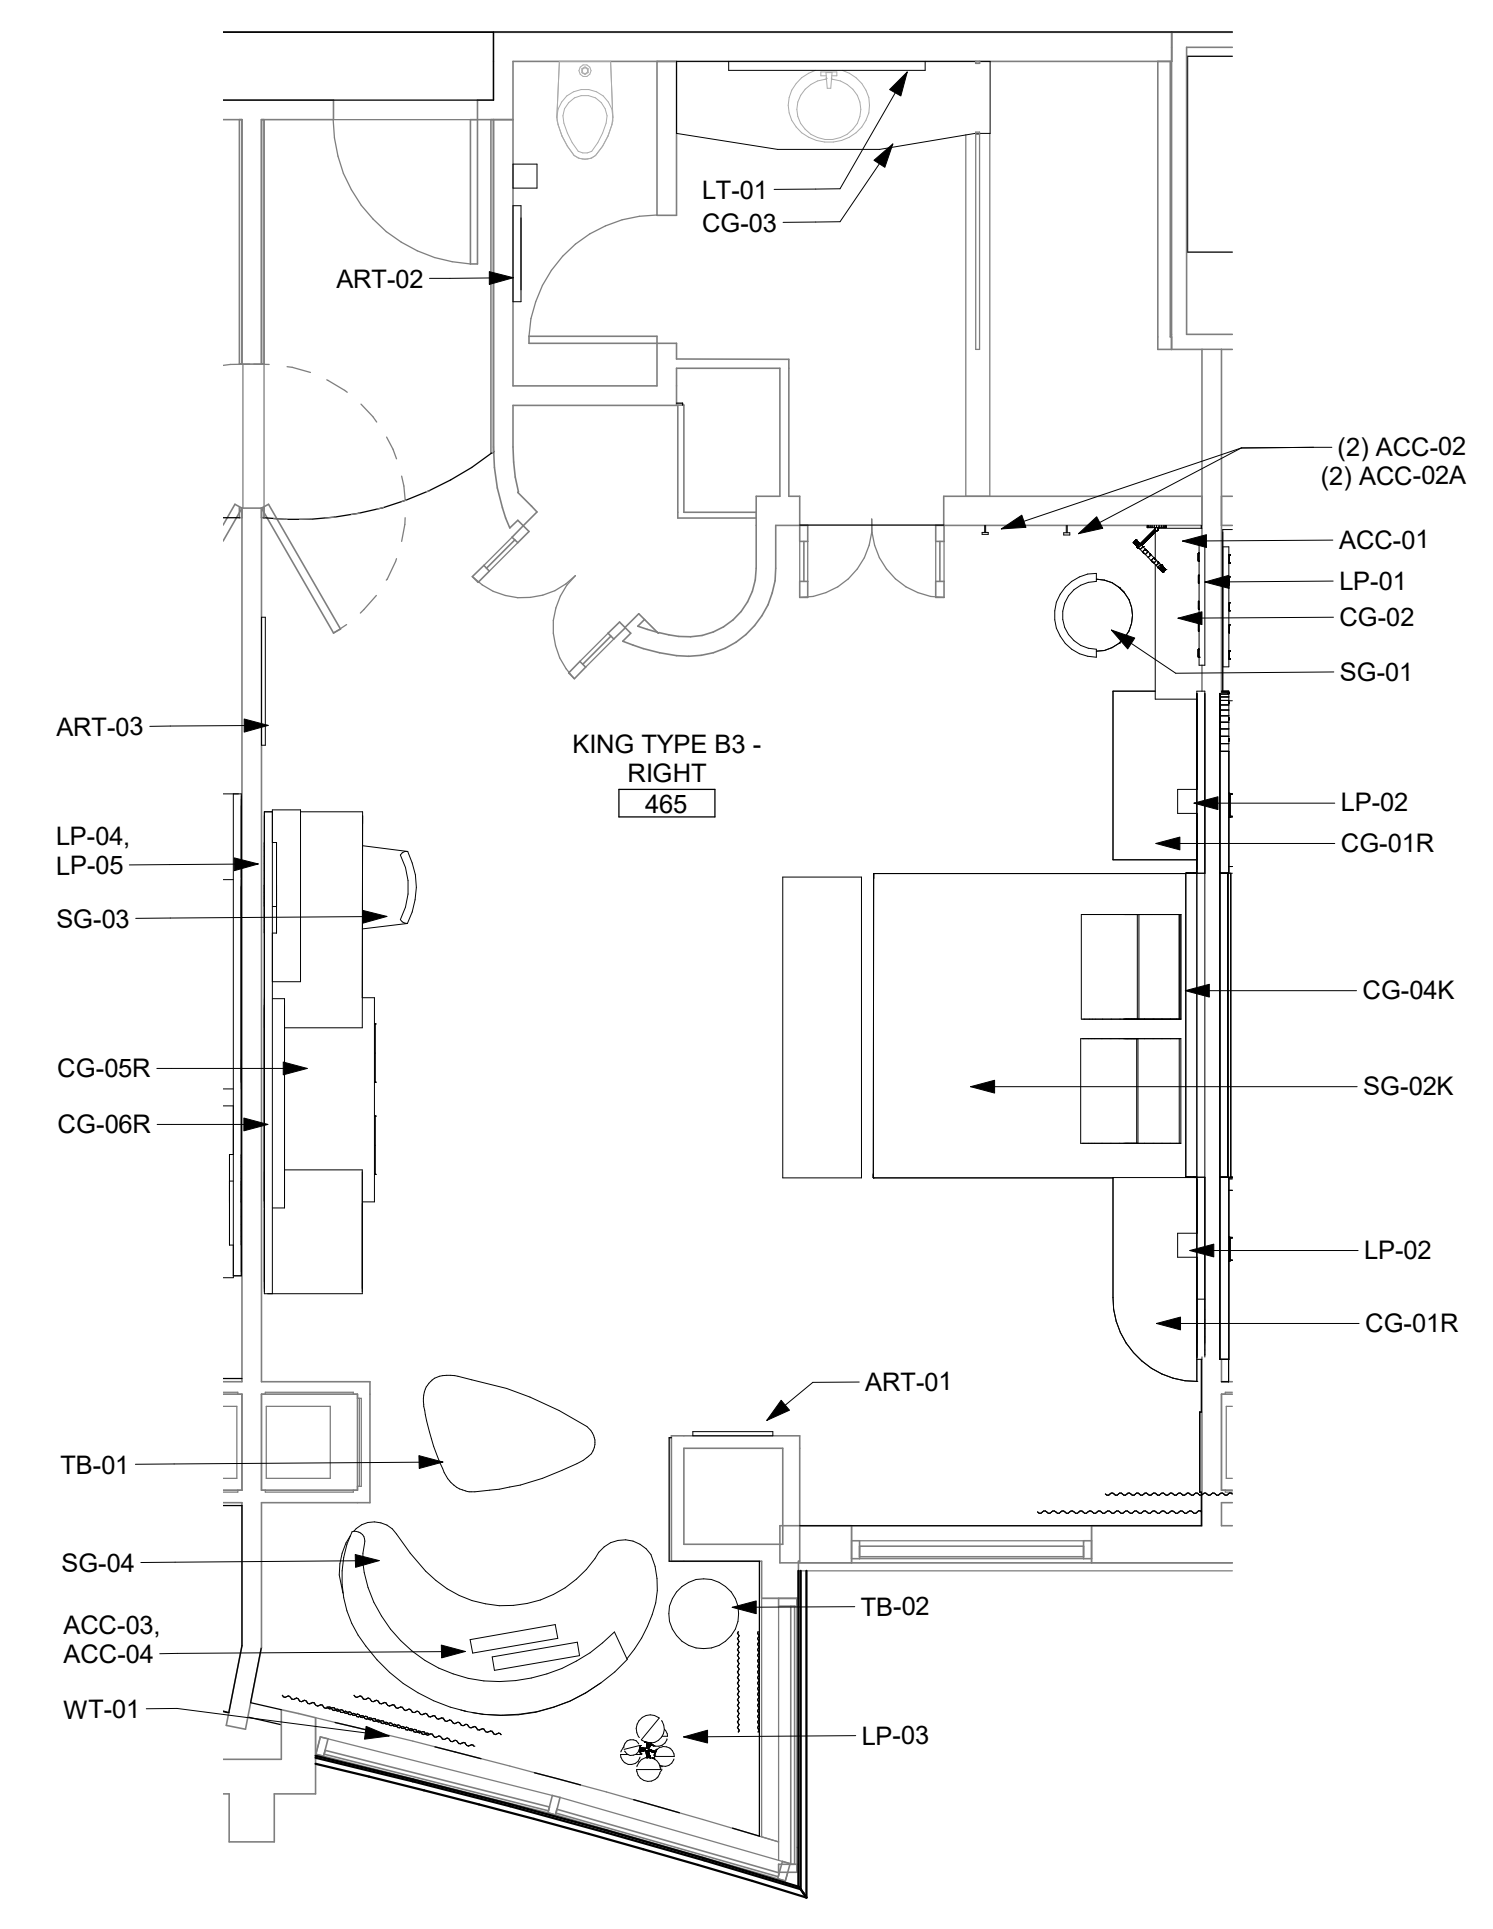 LT-01
CG-03
ART-02
(2) ACC-02
(2) ACC-02A
ACC-01
LP-01
CG-02
SG-01
ART-03
KING TYPE B3 -
RIGHT
465
LP-02
CG-01R
LP-04,
LP-05
SG-03
CG-04K
CG-05R
SG-02K
CG-06R
LP-02
CG-01R
ART-01
TB-01
SG-04
TB-02
ACC-03,
ACC-04
WT-01
LP-03